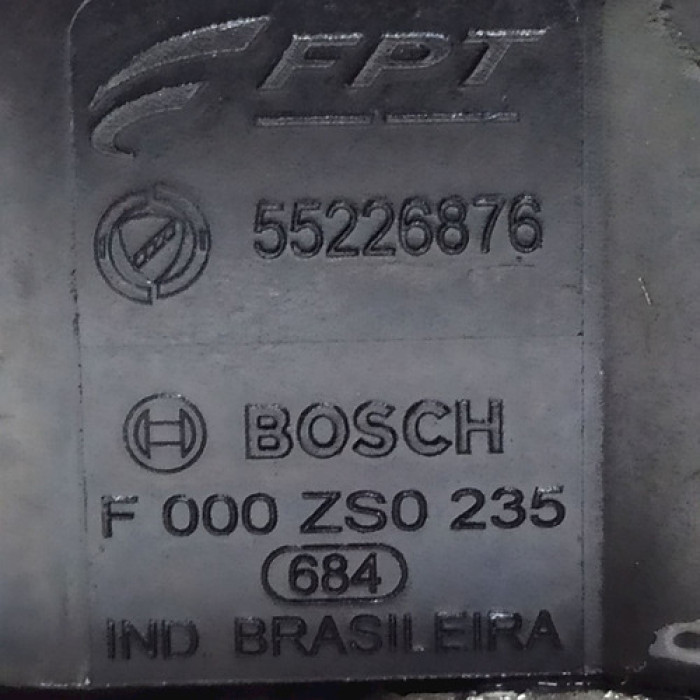 FPT
55226876
BOSCH
F 000 ZS0 235
684
IND. BRASILEIRA